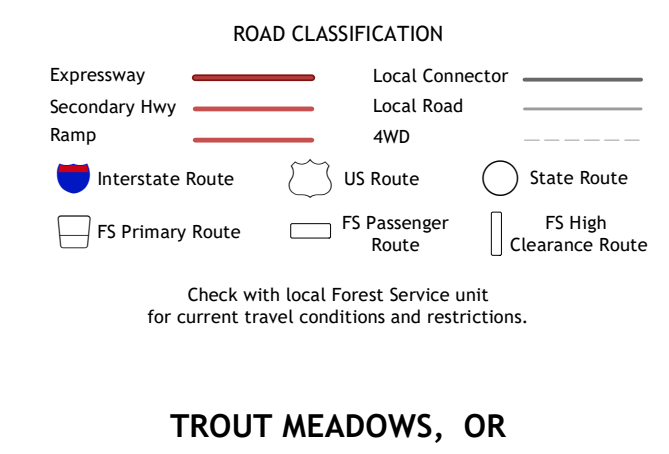 ROAD CLASSIFICATION
Expressway
Local Connector
Secondary Hwy
Local Road
Ramp
4WD
Interstate Route
US Route
State Route
FS Primary Route
FS Passenger
Route
FS High
Clearance Route
Check with local Forest Service unit
for current travel conditions and restrictions.
TROUT MEADOWS, OR